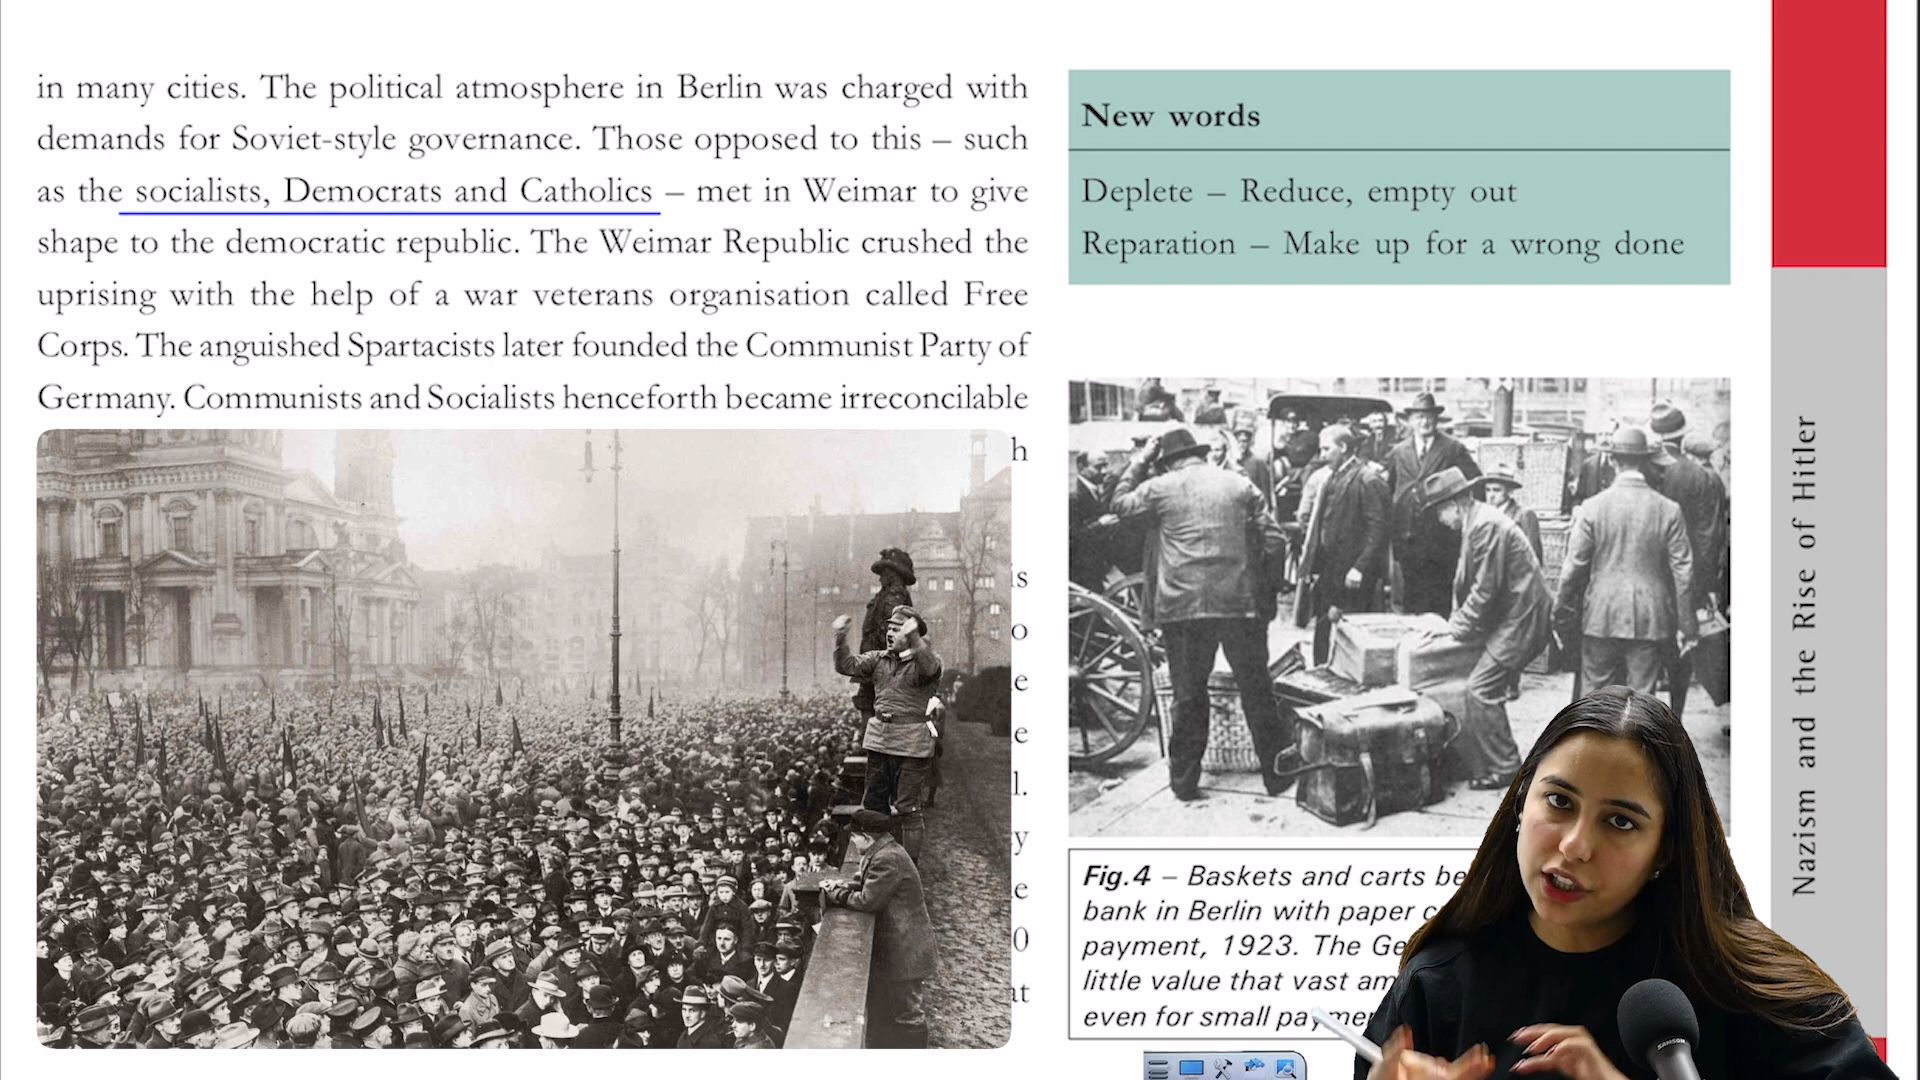 in many cities. The political atmosphere in Berlin was charged with
demands for Soviet-style governance. Those opposed to this – such
as the socialists, Democrats and Catholics – met in Weimar to give
shape to the democratic republic. The Weimar Republic crushed the
uprising with the help of a war veterans organisation called Free
Corps. The anguished Spartacists later founded the Communist Party of
Germany. Communists and Socialists henceforth became irreconcilable
New words
Deplete – Reduce, empty out
Reparation – Make up for a wrong done
Fig.4 – Baskets and carts
bank in Berlin with paper
payment, 1923. The
little value that vast
even for small
Nazism and the Rise of Hitler
SAMSON